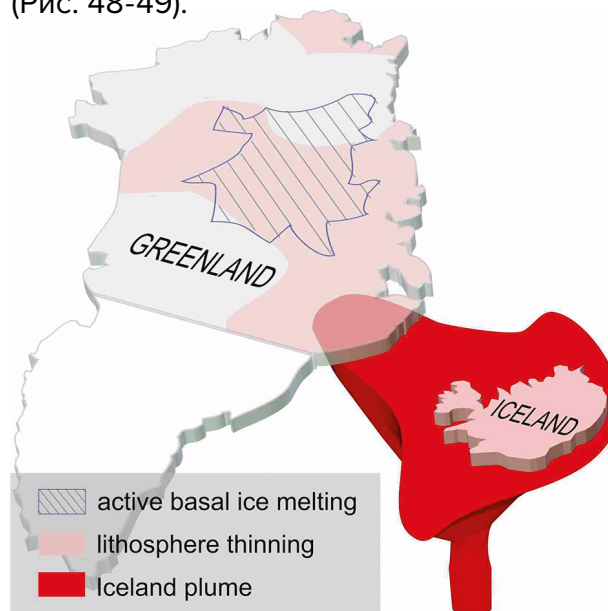 (Рис. 48-49).
GREENLAND
ICELAND
active basal ice melting
lithosphere thinning
Iceland plume